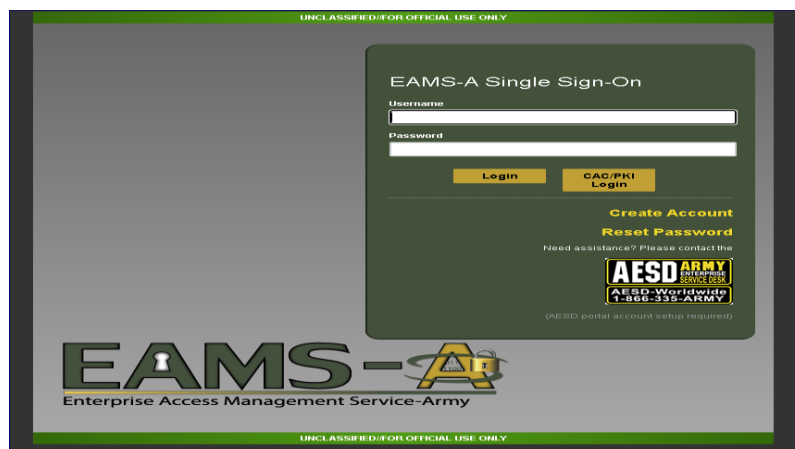 UNCLASSIFIED//FOR OFFICIAL USE ONLY
EAMS-A Single Sign-On
Username
Password
Login
CAC/PKI
Login
Create Account
Reset Password
Need assistance? Please contact the
AESD ARMY
ENTERPRISE
SERVICE DESK
AESD-Worldwide
1-866-335-ARMY
(AESD portal account setup required)
EAMS-A
Enterprise Access Management Service-Army
UNCLASSIFIED//FOR OFFICIAL USE ONLY